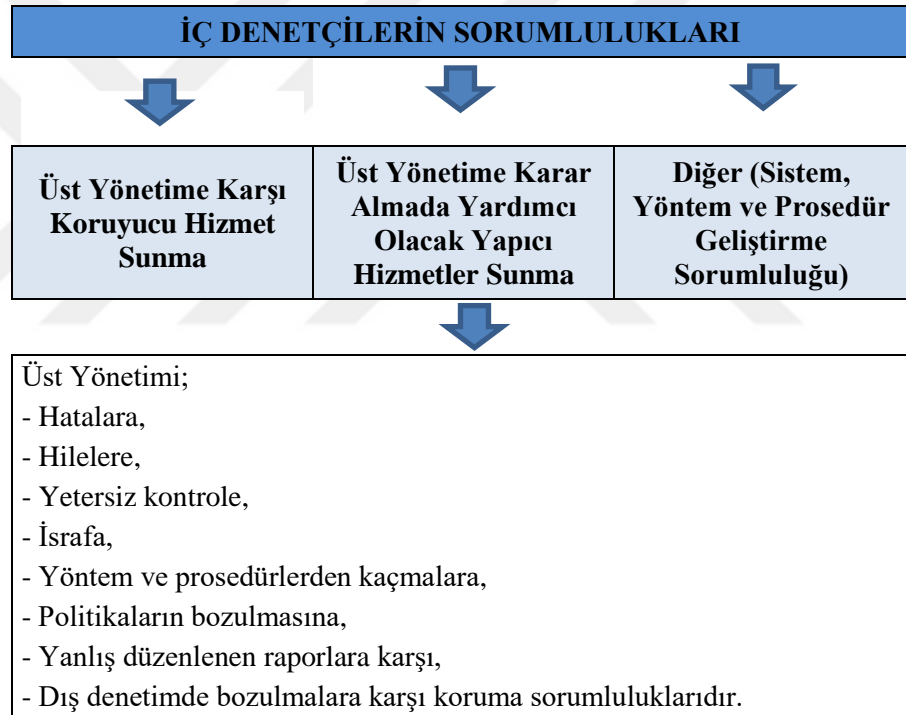 İÇ DENETÇİLERİN SORUMLULUKLARI
Üst Yönetime Karşı
Koruyucu Hizmet
Sunma
Üst Yönetime Karar
Almada Yardımcı
Olacak Yapıcı
Hizmetler Sunma
Diğer (Sistem,
Yöntem ve Prosedür
Geliştirme
Sorumluluğu)
Üst Yönetimi;
- Hatalara,
- Hilelere,
- Yetersiz kontrole,
- İsrafa,
- Yöntem ve prosedürlerden kaçmalara,
- Politikaların bozulmasına,
- Yanlış düzenlenen raporlara karşı,
- Dış denetimde bozulmalara karşı koruma sorumluluklarıdır.